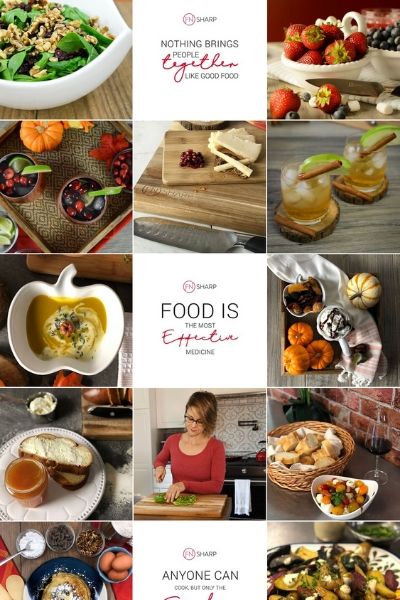 FN SHARP
NOTHING BRINGS
PEOPLE
together
LIKE GOOD FOOD
FN SHARP
FOOD IS
THE MOST
Effective
MEDICINE
FN SHARP
ANYONE CAN
COOK, BUT ONLY THE